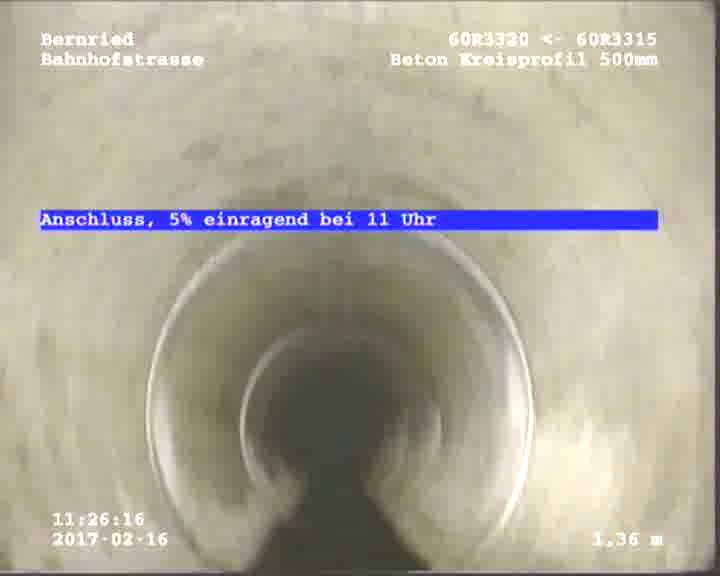 Bernried
60R3320 <- 60R3315
Bahnhofstrasse
Beton Kreisprofil 500mm
Anschluss, 5% einragend bei 11 Uhr
11:26:16
2017-02-16
1.36 m